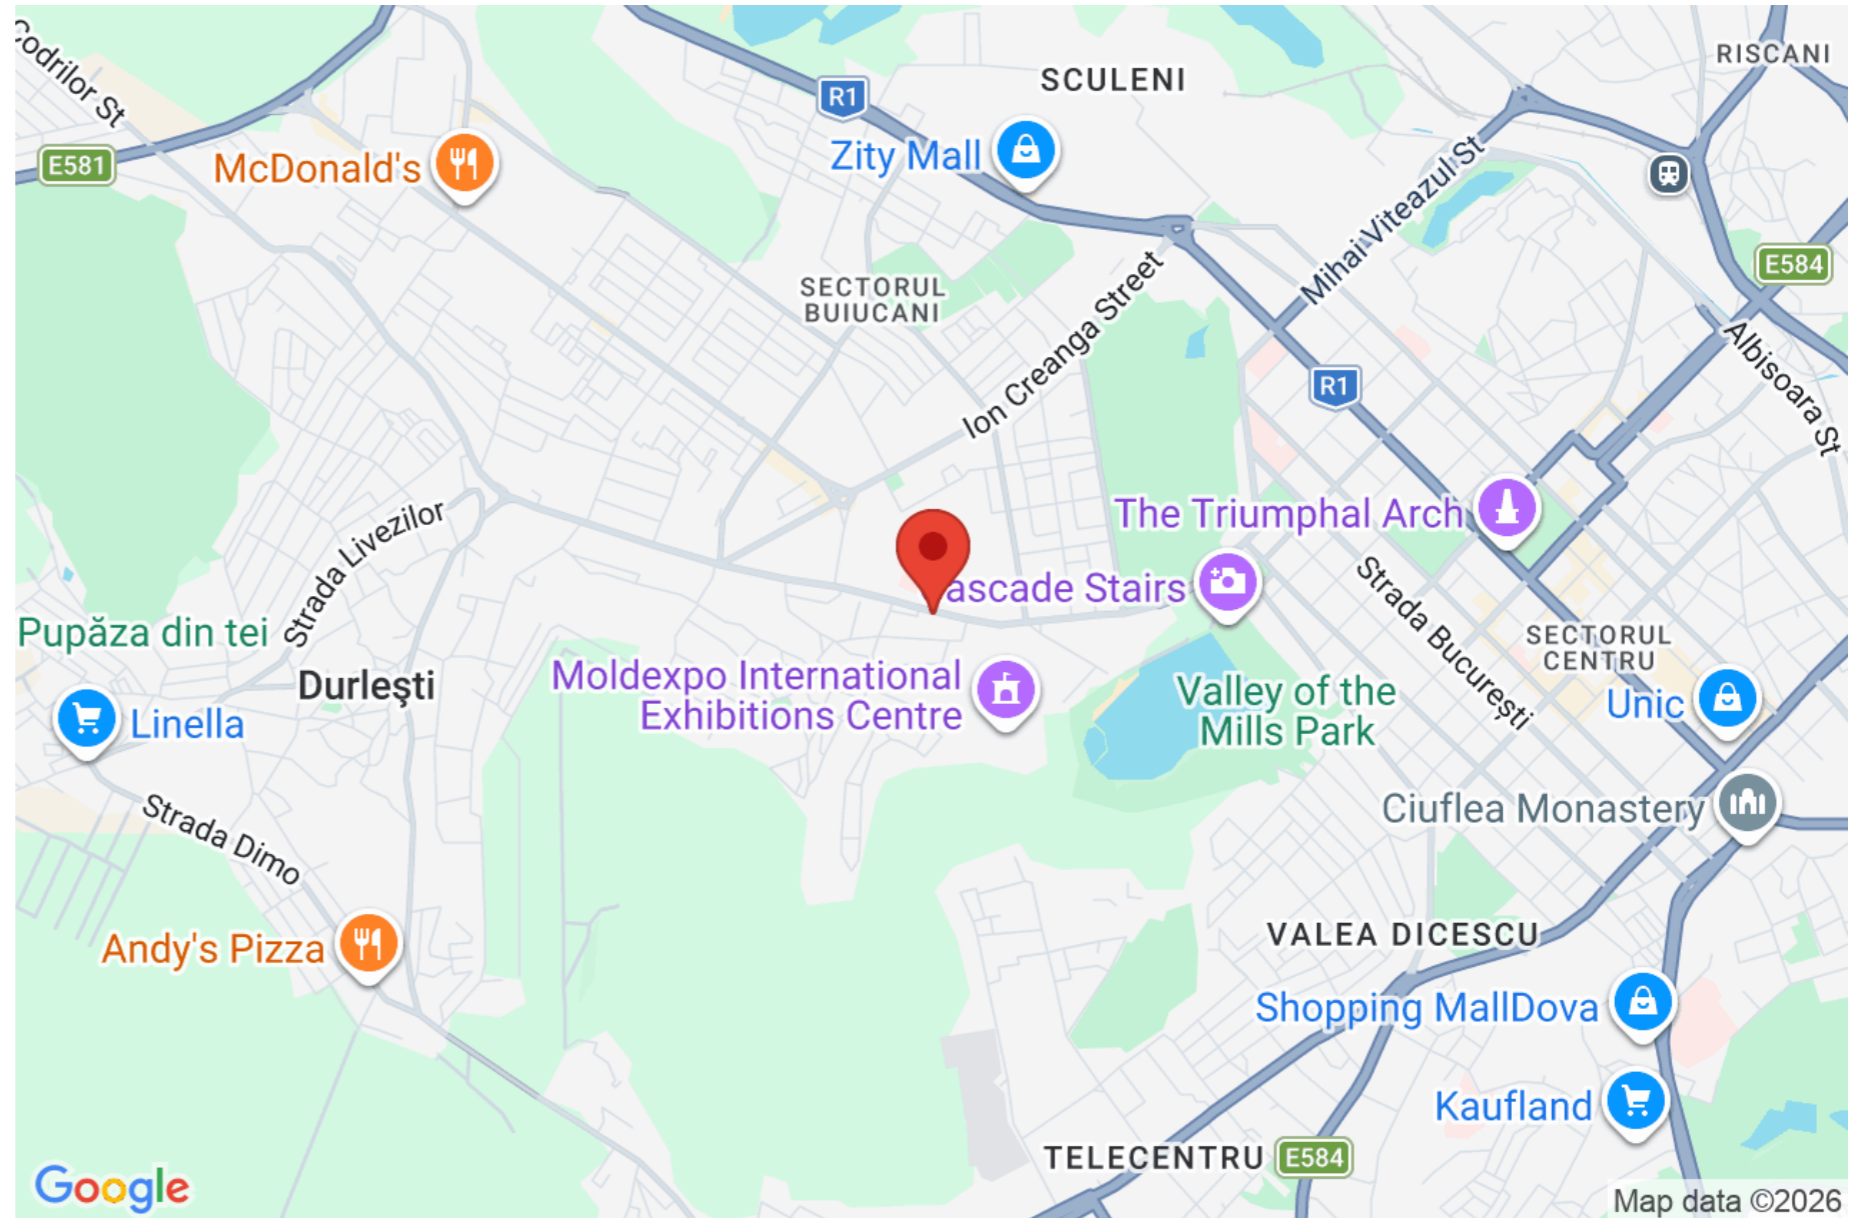 Codrilor St
RISCANI
SCULENI
R1
E581
McDonald's
Zity Mall
Mihai Viteazul St
E584
SECTORUL
BUIUCANI
Ion Creanga Street
R1
Albisoara St
Strada Livezilor
The Triumphal Arch
ascade Stairs
Strada București
Pupăza din tei
Durleşti
SECTORUL
CENTRU
Moldexpo International
Exhibitions Centre
Valley of the
Mills Park
Unic
Linella
Strada Dimo
Ciuflea Monastery
Andy's Pizza
VALEA DICESCU
Shopping MallDova
Kaufland
TELECENTRU
E584
Google
Map data ©2026